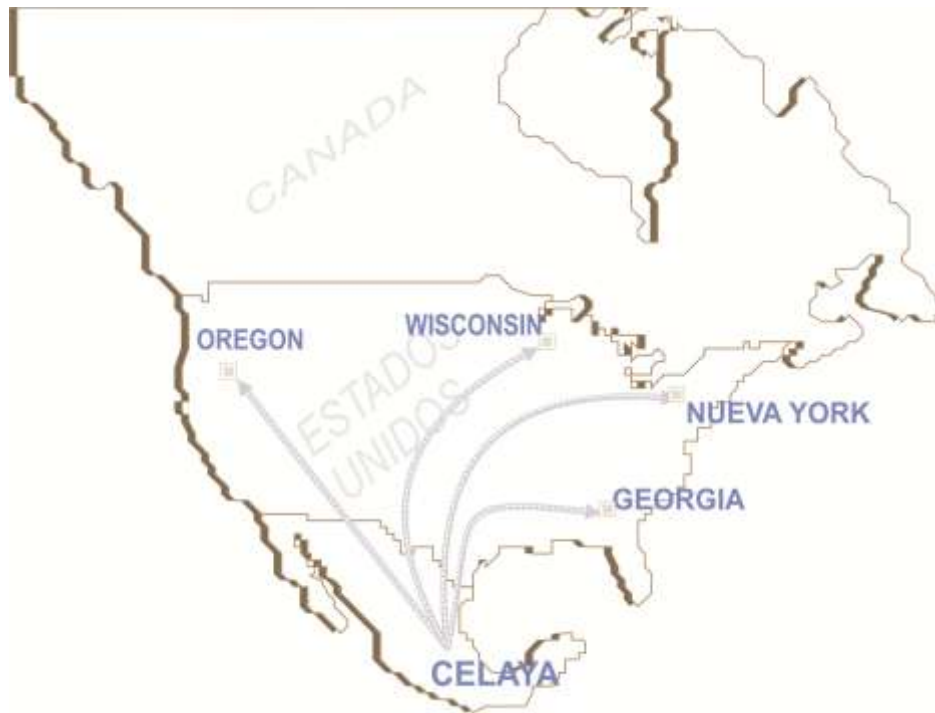 CANADA
OREGON
WISCONSIN
ESTADOS
UNIDOS
NUEVA YORK
GEORGIA
CELAYA